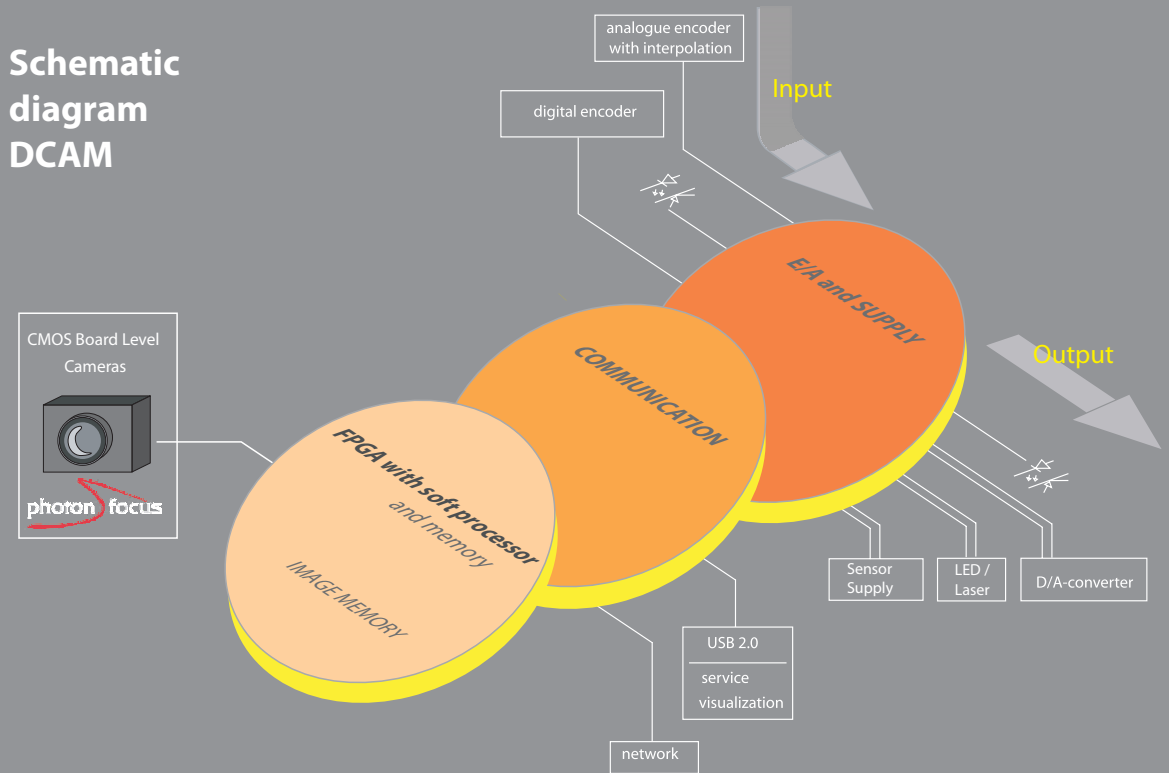 Schematic
diagram
DCAM
analogue encoder
with interpolation
Input
digital encoder
E/A and SUPPLY
CMOS Board Level
Cameras
photon focus
COMMUNICATION
Output
FPGA with soft processor
and memory
IMAGE MEMORY
Sensor
Supply
LED /
Laser
D/A-converter
USB 2.0
service
visualization
network